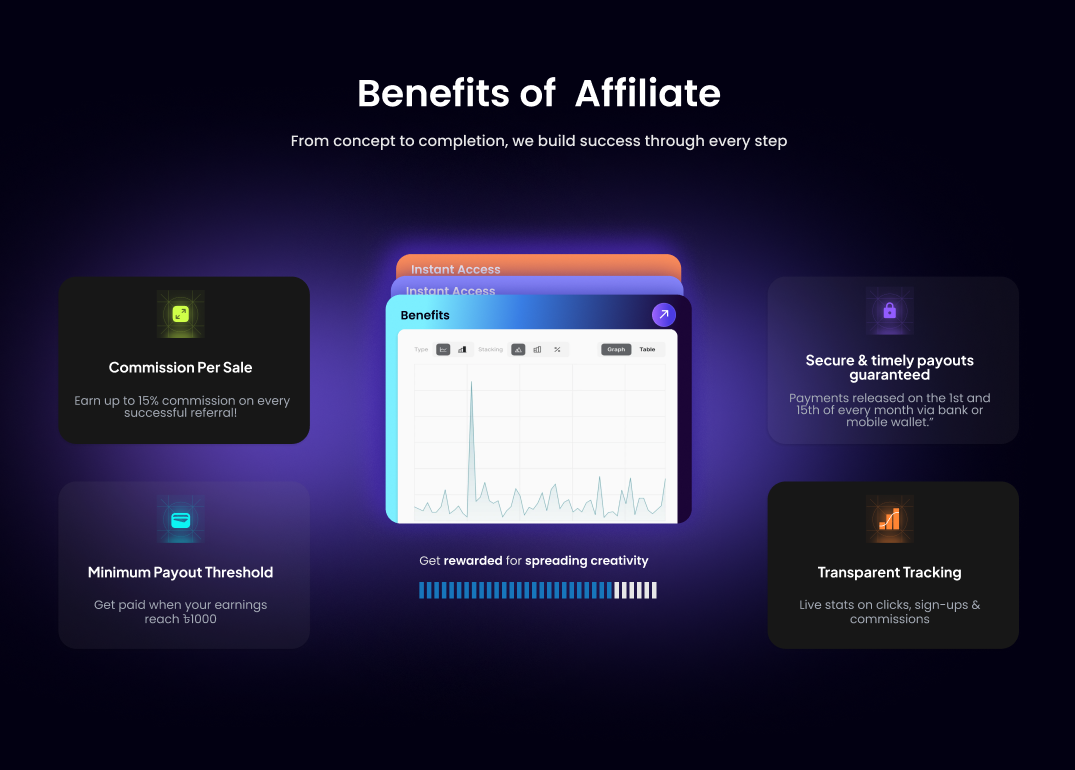 Benefits of Affiliate
From concept to completion, we build success through every step
Commission Per Sale
Earn up to 15% commission on every
successful referral!
Minimum Payout Threshold
Get paid when your earnings
reach ৳1000
Instant Access
Instant Access
Benefits
Type Stacking % Graph Table
Get rewarded for spreading creativity
Secure & timely payouts
guaranteed
Payments released on the 1st and
15th of every month via bank or
mobile wallet.”
Transparent Tracking
Live stats on clicks, sign-ups &
commissions